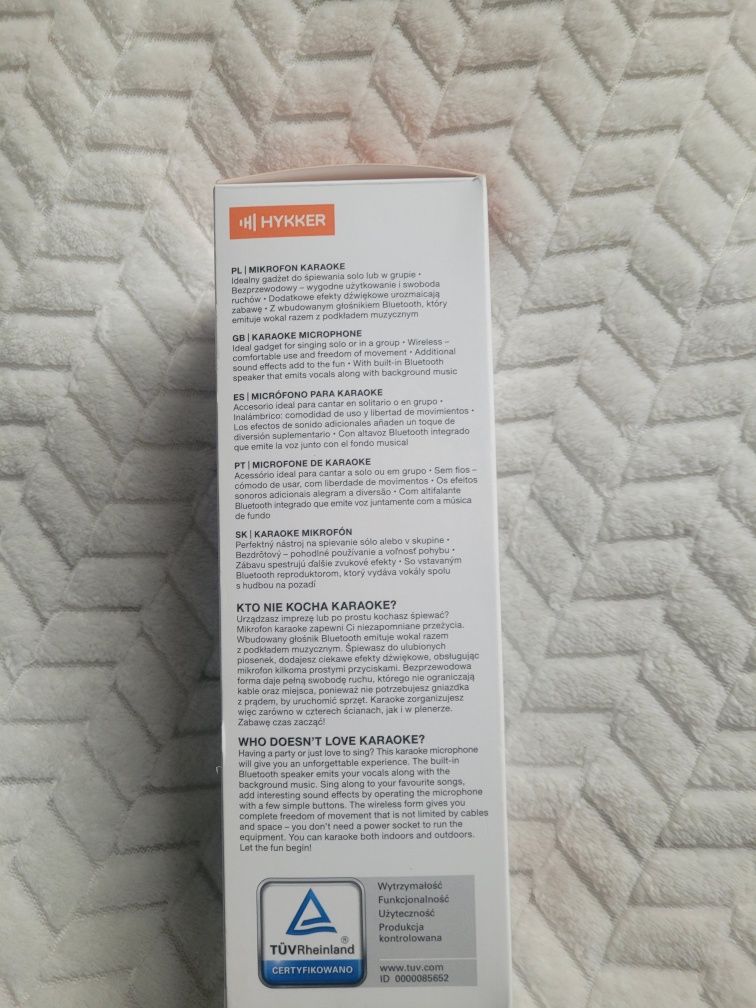 HYKKER
PL | MIKROFON KARAOKE
Idealny gadżet do śpiewania solo lub w grupie •
Bezprzewodowy – wygodne użytkowanie i swoboda
ruchów • Dodatkowe efekty dźwiękowe urozmaicają
zabawę • Z wbudowanym głośnikiem Bluetooth, który
emituje wokal razem z podkładem muzycznym
GB | KARAOKE MICROPHONE
Ideal gadget for singing solo or in a group • Wireless –
comfortable use and freedom of movement • Additional
sound effects add to the fun • With built-in Bluetooth
speaker that emits vocals along with background music
ES | MICRÓFONO PARA KARAOKE
Accesorio ideal para cantar en solitario o en grupo •
Inalámbrico: comodidad de uso y libertad de movimientos •
Los efectos de sonido adicionales añaden un toque de
diversión suplementario • Con altavoz Bluetooth integrado
que emite la voz junto con el fondo musical
PT | MICROFONE DE KARAOKE
Acessório ideal para cantar a solo ou em grupo • Sem fios –
cómodo de usar, com liberdade de movimentos • Os efeitos
sonoros adicionais alegram a diversão • Com altifalante
Bluetooth integrado que emite voz juntamente com a música
de fundo
SK | KARAOKE MIKROFÓN
Perfektný nástroj na spievanie sólo alebo v skupine •
Bezdrôtový – pohodlné používanie a voľnosť pohybu •
Zábavu spestrujú ďalšie zvukové efekty • So vstavaným
Bluetooth reproduktorom, ktorý vydáva vokály spolu
s hudbou na pozadí
KTO NIE KOCHA KARAOKE?
Urządzasz imprezę lub po prostu kochasz śpiewać?
Mikrofon karaoke zapewni Ci niezapomniane przeżycia.
Wbudowany głośnik Bluetooth emituje wokal razem
z podkładem muzycznym. Śpiewasz do ulubionych
piosenek, dodajesz ciekawe efekty dźwiękowe, obsługując
mikrofon kilkoma prostymi przyciskami. Bezprzewodowa
forma daje pełną swobodę ruchu, którego nie ograniczają
kable oraz miejsca, ponieważ nie potrzebujesz gniazdka
z prądem, by uruchomić sprzęt. Karaoke zorganizujesz
więc zarówno w czterech ścianach, jak i w plenerze.
Zabawę czas zacząć!
WHO DOESN'T LOVE KARAOKE?
Having a party or just love to sing? This karaoke microphone
will give you an unforgettable experience. The built-in
Bluetooth speaker emits your vocals along with the
background music. Sing along to your favourite songs,
add interesting sound effects by operating the microphone
with a few simple buttons. The wireless form gives you
complete freedom of movement that is not limited by cables
and space – you don't need a power socket to run the
equipment. You can karaoke both indoors and outdoors.
Let the fun begin!
TÜVRheinland®
CERTYFIKOWANO
Wytrzymałość
Funkcjonalność
Użyteczność
Produkcja
kontrolowana
www.tuv.com
ID 0000085652